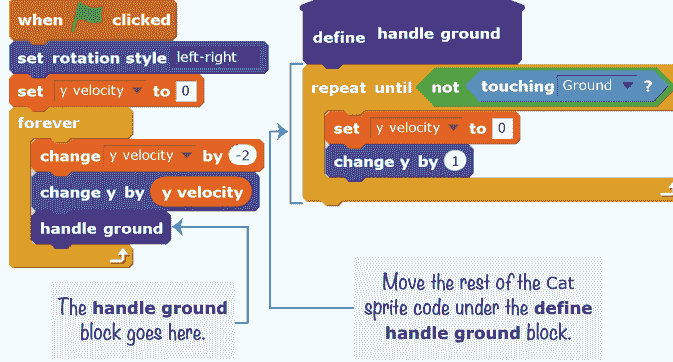 when clicked
set rotation style left-right
set y velocity to 0
forever
change y velocity by -2
change y by y velocity
handle ground
The handle ground
block goes here.
define handle ground
repeat until not touching Ground ?
set y velocity to 0
change y by 1
Move the rest of the Cat
sprite code under the define
handle ground block.